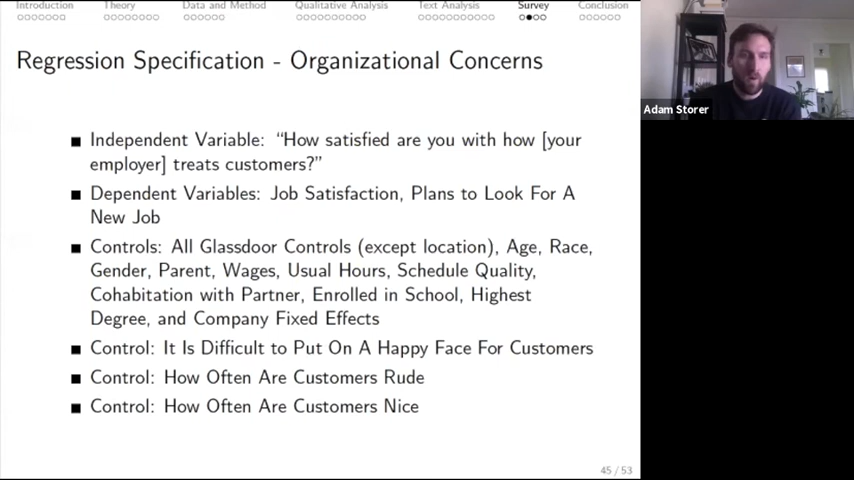 Introduction Theory Data and Method Qualitative Analysis Text Analysis Survey Conclusion
Regression Specification - Organizational Concerns
Independent Variable: “How satisfied are you with how [your
employer] treats customers?”
Dependent Variables: Job Satisfaction, Plans to Look For A
New Job
Controls: All Glassdoor Controls (except location), Age, Race,
Gender, Parent, Wages, Usual Hours, Schedule Quality,
Cohabitation with Partner, Enrolled in School, Highest
Degree, and Company Fixed Effects
Control: It Is Difficult to Put On A Happy Face For Customers
Control: How Often Are Customers Rude
Control: How Often Are Customers Nice
45 / 53
Adam Storer